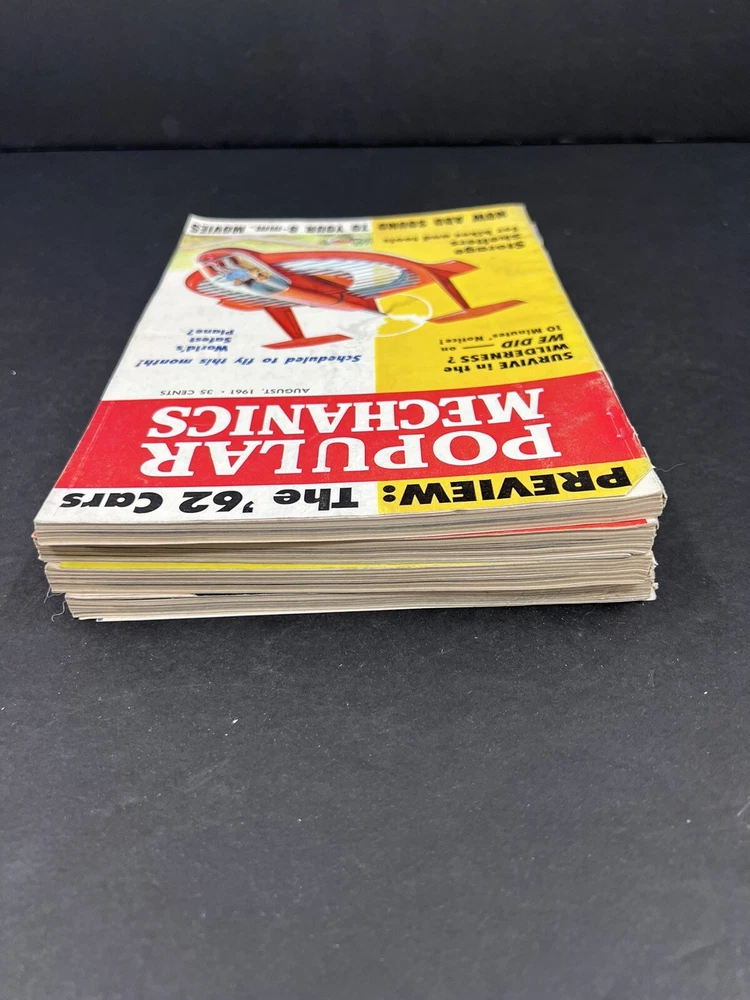 PREVIEW: The '62 Cars
POPULAR
MECHANICS
AUGUST, 1961 • 35 CENTS
SURVIVE in the
WILDERNESS?
WE DID — on
10 Minutes' Notice!
Scheduled to fly this month!
World's
Safest
Plane?
Storage
Shelters
for bikes and tools
NOW ADD SOUND TO YOUR 8-mm. MOVIES